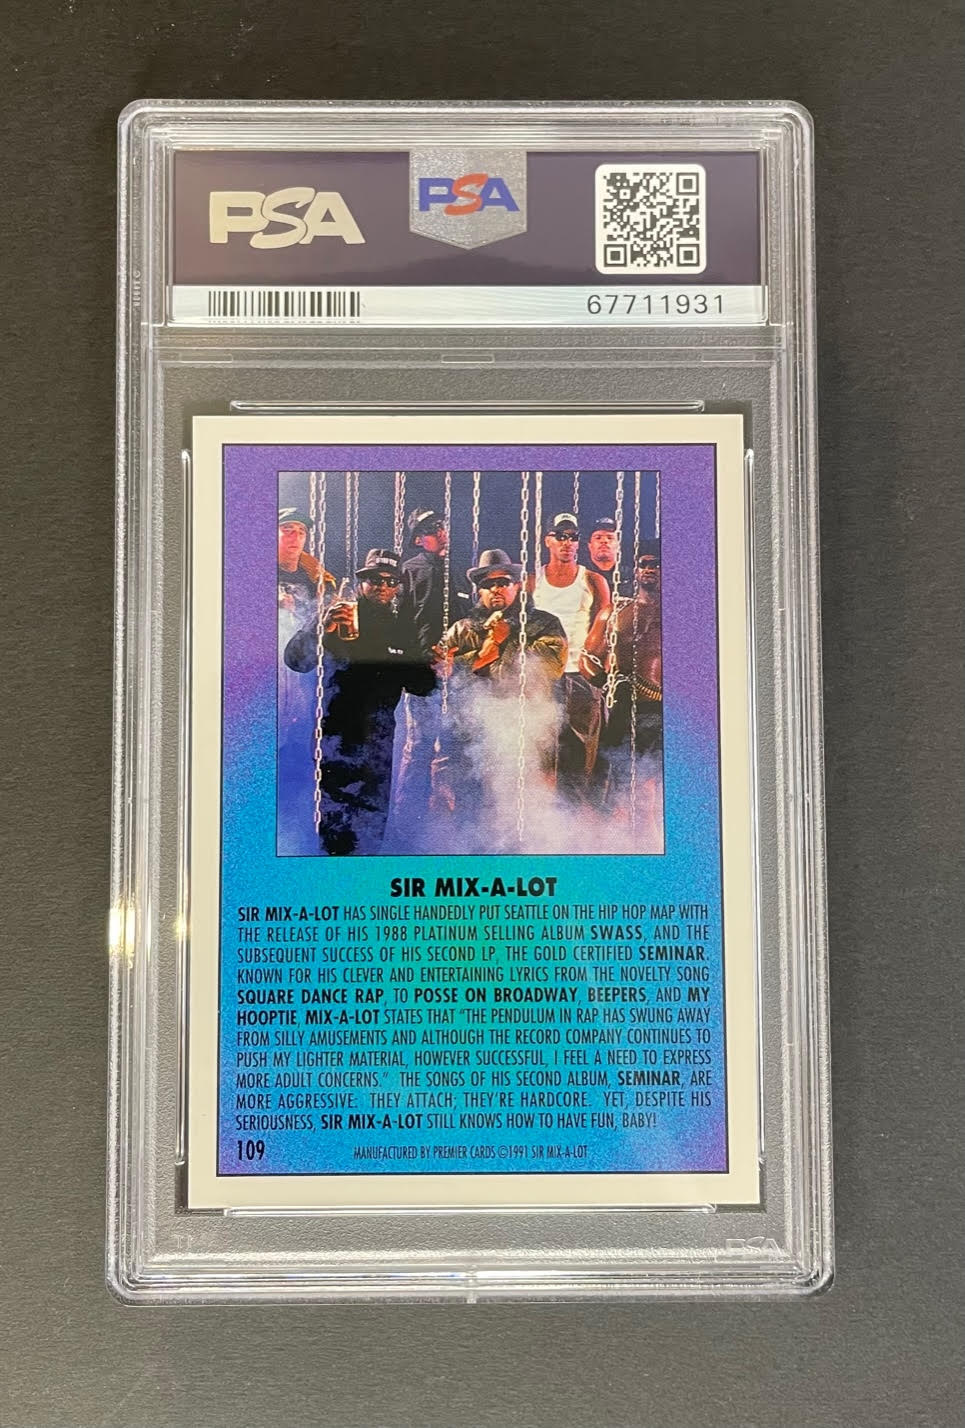 PSA
PSA
67711931
SIR MIX-A-LOT
SIR MIX-A-LOT HAS SINGLE HANDEDLY PUT SEATTLE ON THE HIP HOP MAP WITH
THE RELEASE OF HIS 1988 PLATINUM SELLING ALBUM SWASS, AND THE
SUBSEQUENT SUCCESS OF HIS SECOND LP, THE GOLD CERTIFIED SEMINAR.
KNOWN FOR HIS CLEVER AND ENTERTAINING LYRICS FROM THE NOVELTY SONG
SQUARE DANCE RAP, TO POSSE ON BROADWAY, BEEPERS, AND MY
HOOPTIE, MIX-A-LOT STATES THAT "THE PENDULUM IN RAP HAS SWUNG AWAY
FROM SILLY AMUSEMENTS AND ALTHOUGH THE RECORD COMPANY CONTINUES TO
PUSH MY LIGHTER MATERIAL, HOWEVER SUCCESSFUL, I FEEL A NEED TO EXPRESS
MORE ADULT CONCERNS." THE SONGS OF HIS SECOND ALBUM, SEMINAR, ARE
MORE AGGRESSIVE. THEY ATTACH; THEY'RE HARDCORE. YET, DESPITE HIS
SERIOUSNESS, SIR MIX-A-LOT STILL KNOWS HOW TO HAVE FUN, BABY!
109 MANUFACTURED BY PREMIER CARDS ©1991 SIR MIX-A-LOT
PSA